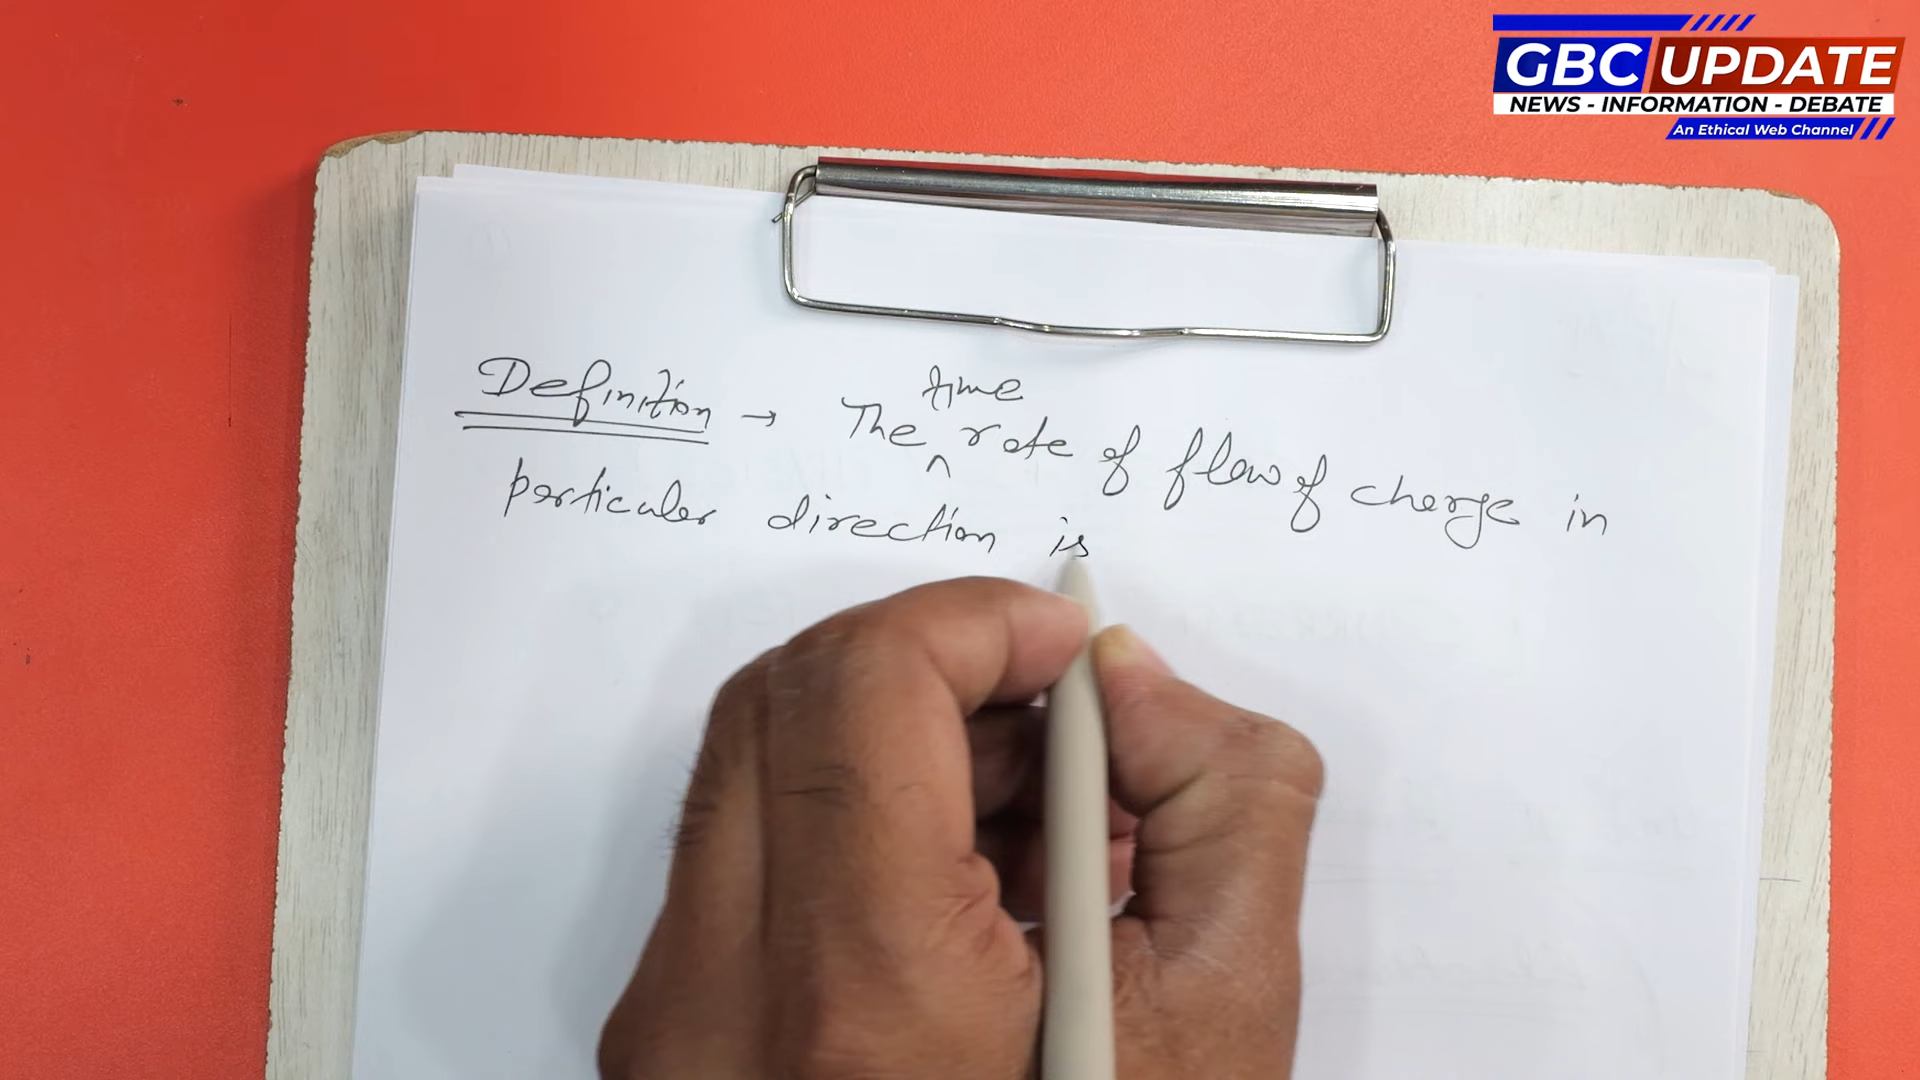 GBC UPDATE
NEWS - INFORMATION - DEBATE
An Ethical Web Channel
Definition → The ^ time rate of flow of charge in
particular direction is